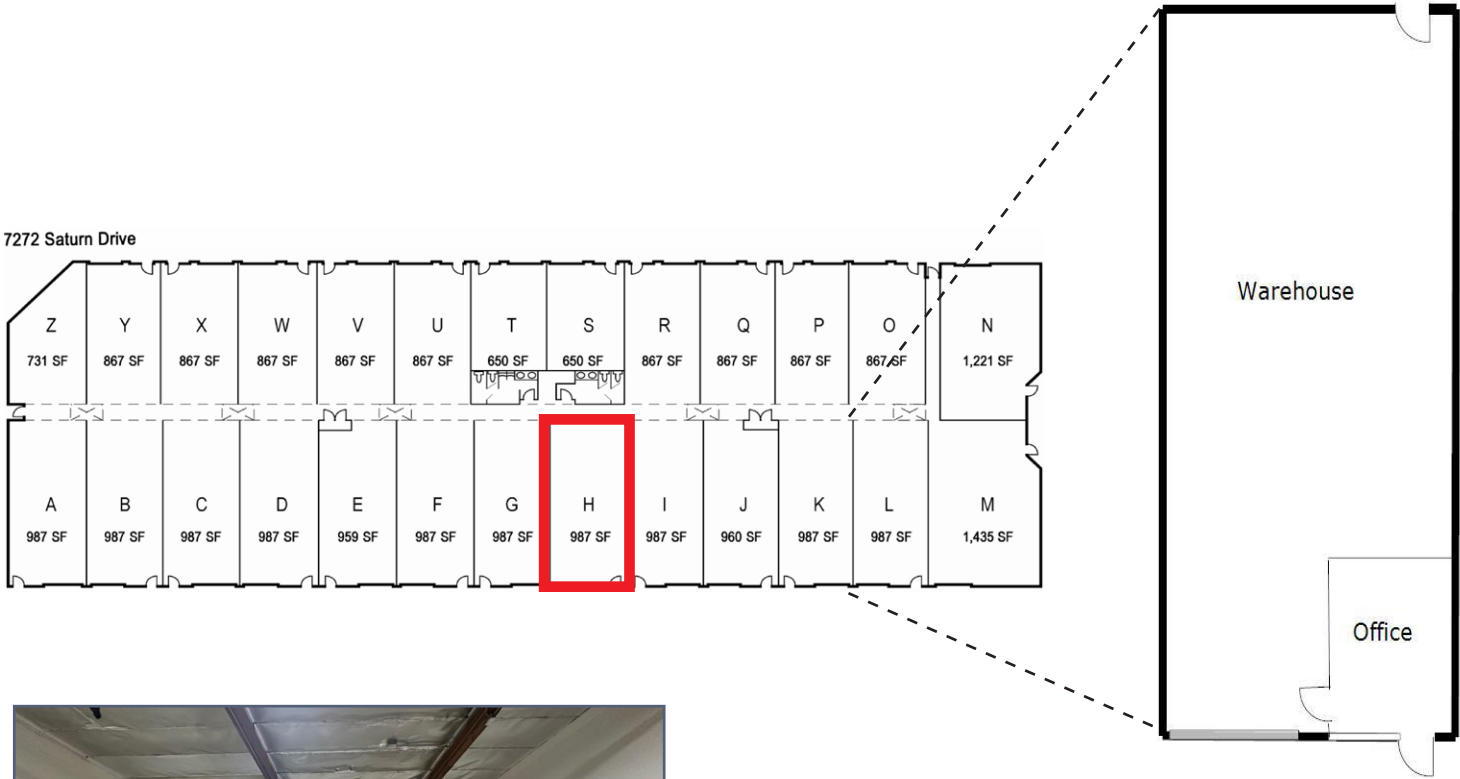 7272 Saturn Drive
Z Y X W V U T S R Q P O N
731 SF 867 SF 867 SF 867 SF 867 SF 867 SF 650 SF 650 SF 867 SF 867 SF 867 SF 867 SF 1,221 SF
A B C D E F G H I J K L M
987 SF 987 SF 987 SF 987 SF 959 SF 987 SF 987 SF 987 SF 987 SF 960 SF 987 SF 987 SF 1,435 SF
Warehouse
Office